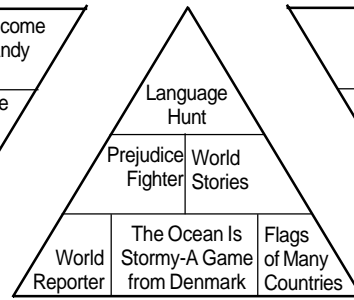 come
andy
e
Language
Hunt
Prejudice
Fighter
World
Stories
World
Reporter
The Ocean Is
Stormy-A Game
from Denmark
Flags
of Many
Countries